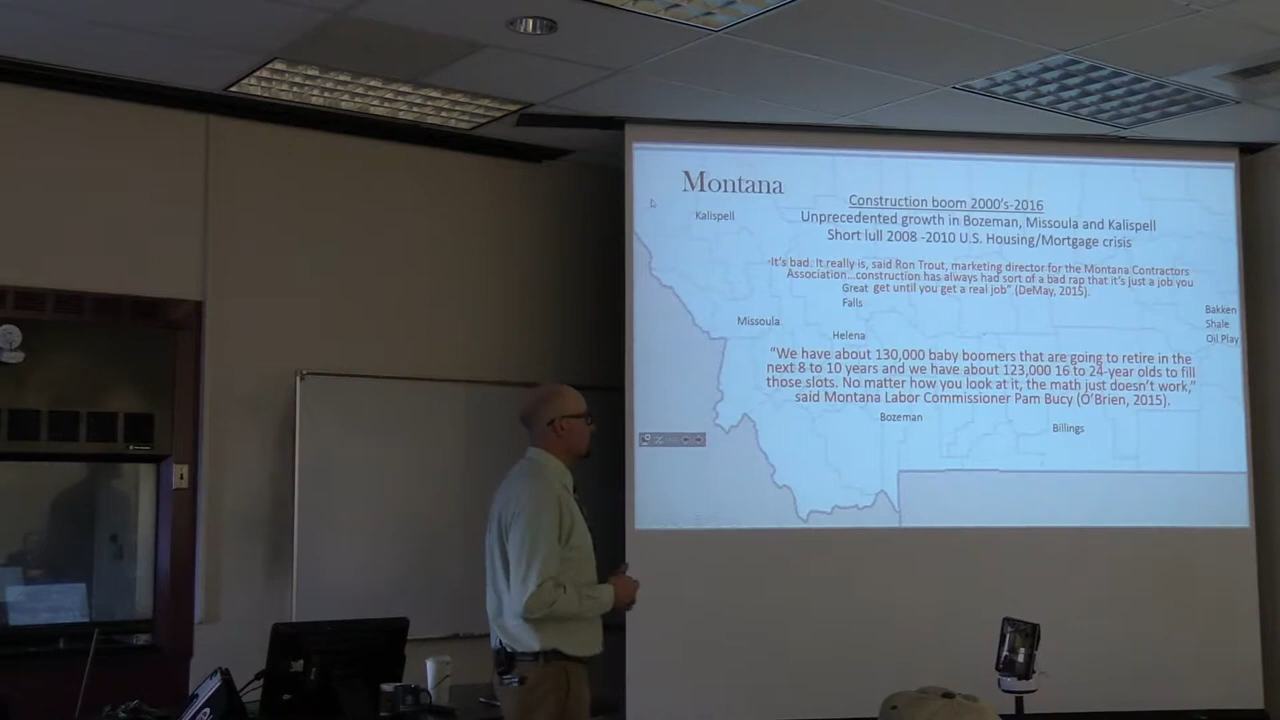 Montana
Construction boom 2000's-2016
Unprecedented growth in Bozeman, Missoula and Kalispell
Short lull 2008 -2010 U.S. Housing/Mortgage crisis
Kalispell
"It's bad. It really is, said Ron Trout, marketing director for the Montana Contractors
Association...construction has always had sort of a bad rap that it's just a job you
get until you get a real job" (DeMay, 2015).
Great
Falls
Bakken
Shale
Oil Play
Missoula
Helena
"We have about 130,000 baby boomers that are going to retire in the
next 8 to 10 years and we have about 123,000 16 to 24-year olds to fill
those slots. No matter how you look at it, the math just doesn't work,"
said Montana Labor Commissioner Pam Bucy (O'Brien, 2015).
Bozeman
Billings